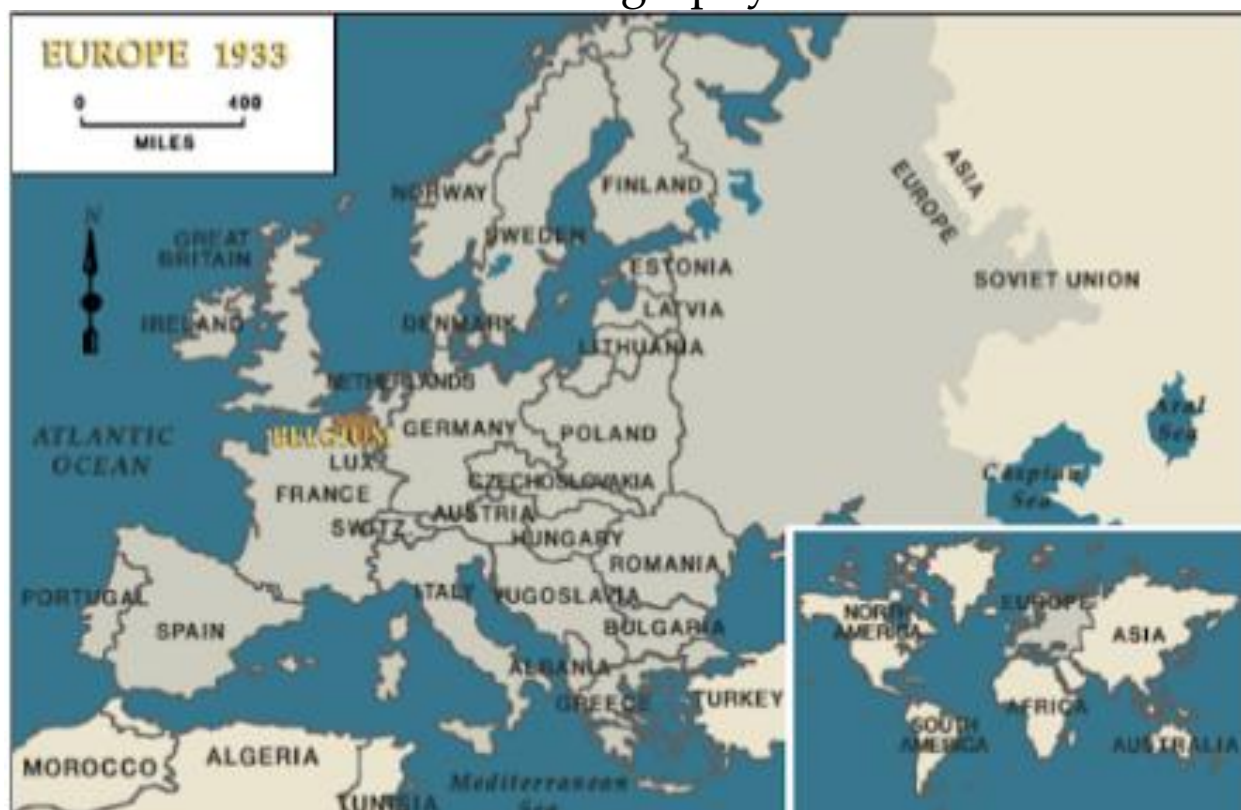 EUROPE 1933
0 400
MILES
N
NORWAY
FINLAND
ASIA
EUROPE
SWEDEN
GREAT
BRITAIN
ESTONIA
SOVIET UNION
LATVIA
IRELAND
DENMARK
LITHUANIA
NETHERLANDS
BELGIUM
GERMANY
POLAND
ATLANTIC
OCEAN
LUX
CZECHOSLOVAKIA
FRANCE
SWITZ
AUSTRIA
HUNGARY
ROMANIA
Aral
Sea
Caspian
Sea
PORTUGAL
SPAIN
ITALY
YUGOSLAVIA
BULGARIA
ALBANIA
GREECE
TURKEY
MOROCCO
ALGERIA
TUNISIA
Mediterranean
Sea
NORTH
AMERICA
EUROPE
ASIA
AFRICA
SOUTH
AMERICA
AUSTRALIA